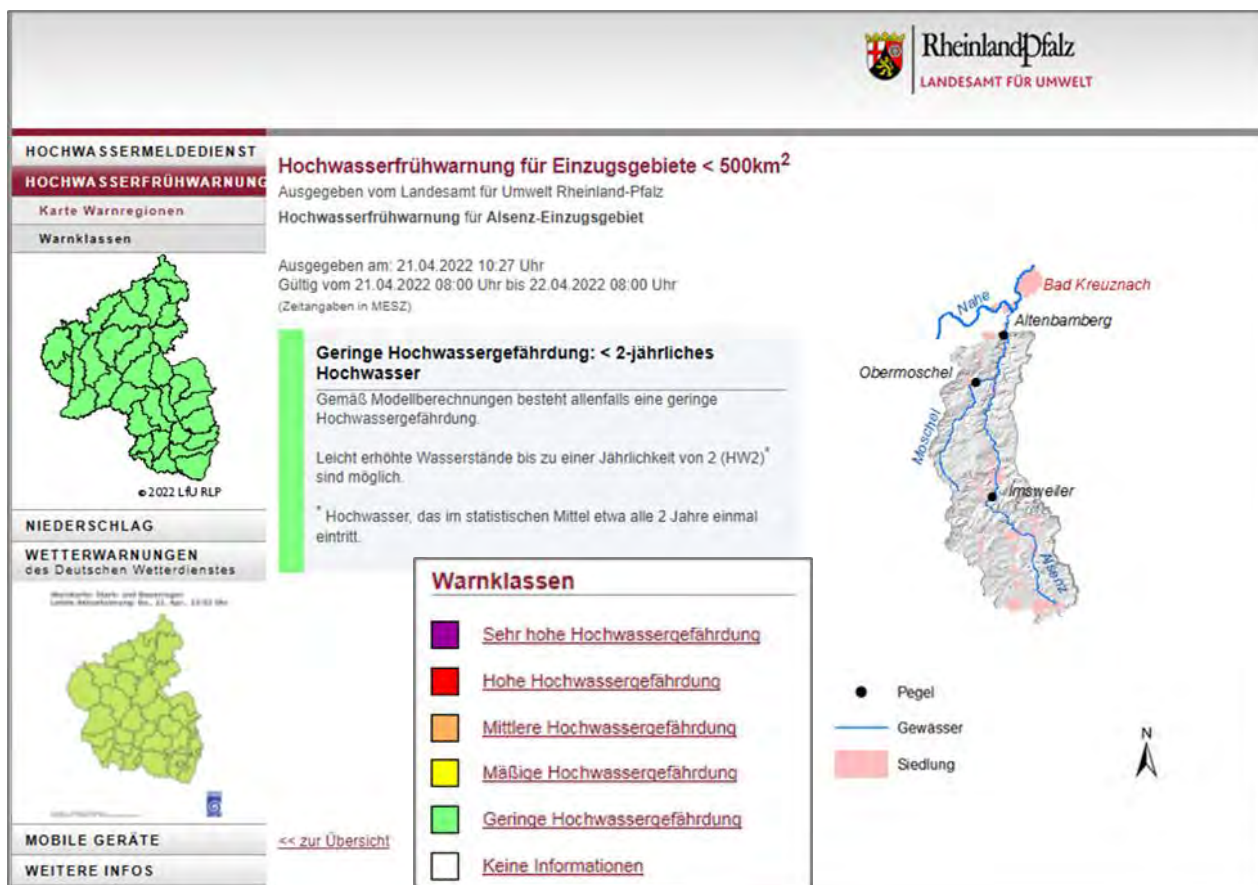 RheinlandPfalz
LANDESAMT FÜR UMWELT
HOCHWASSERMELDEDIENST
HOCHWASSERFRÜHWARNUNG
Karte Warnregionen
Warnklassen
© 2022 LfU RLP
NIEDERSCHLAG
WETTERWARNUNGEN
des Deutschen Wetterdienstes
MOBILE GERÄTE
WEITERE INFOS
Hochwasserfrühwarnung für Einzugsgebiete < 500km²
Ausgegeben vom Landesamt für Umwelt Rheinland-Pfalz
Hochwasserfrühwarnung für Alsenz-Einzugsgebiet
Ausgegeben am: 21.04.2022 10:27 Uhr
Gültig vom 21.04.2022 08:00 Uhr bis 22.04.2022 08:00 Uhr
(Zeitangaben in MESZ)
Geringe Hochwassergefährdung: < 2-jährliches
Hochwasser
Gemäß Modellberechnungen besteht allenfalls eine geringe
Hochwassergefährdung.
Leicht erhöhte Wasserstände bis zu einer Jährlichkeit von 2 (HW2)*
sind möglich.
* Hochwasser, das im statistischen Mittel etwa alle 2 Jahre einmal
eintritt.
<< zur Übersicht
Warnklassen
Sehr hohe Hochwassergefährdung
Hohe Hochwassergefährdung
Mittlere Hochwassergefährdung
Mäßige Hochwassergefährdung
Geringe Hochwassergefährdung
Keine Informationen
Bad Kreuznach
Nahe
Altenbamberg
Obermoschel
Moschel
Imsweiler
Alsenz
Pegel
Gewässer
Siedlung
N